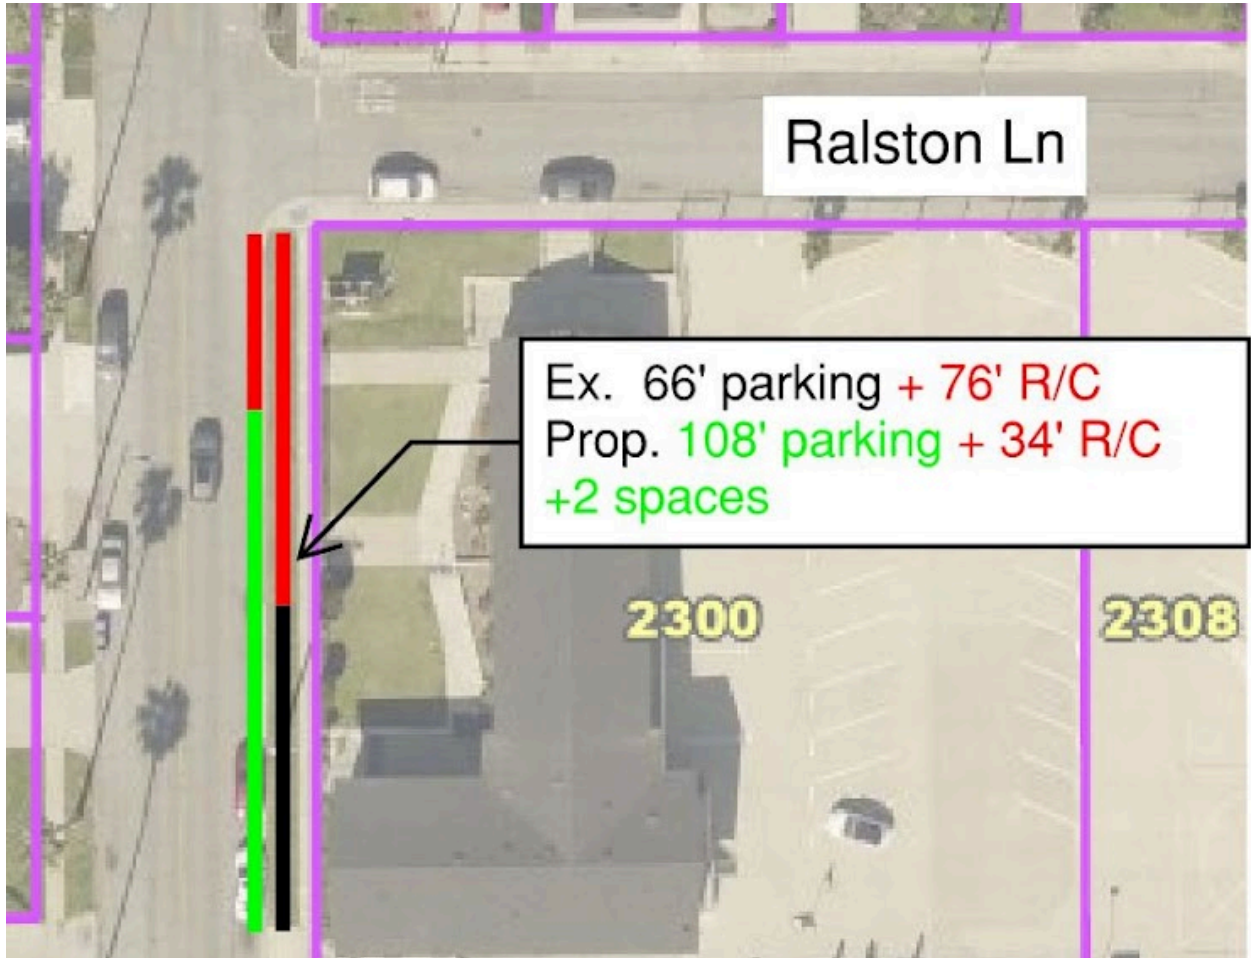 Ralston Ln
Ex. 66' parking + 76' R/C
Prop. 108' parking + 34' R/C
+2 spaces
2300
2308